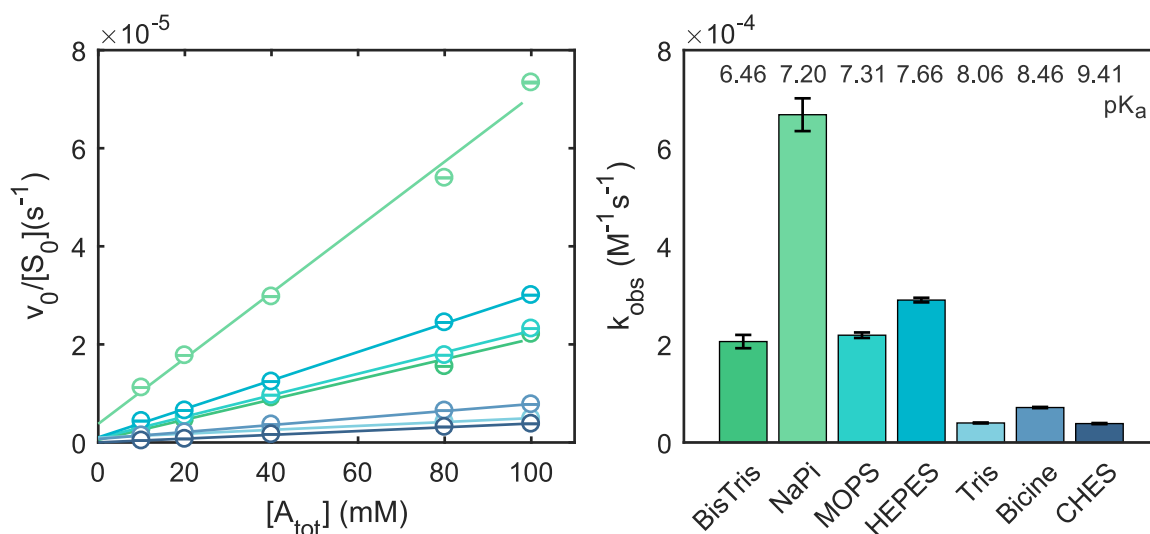 ×10⁻⁵
8
6
4
2
0
v₀/[S₀](s⁻¹)
0 20 40 60 80 100
[Aₜₒₜ] (mM)
×10⁻⁴
8
6
4
2
0
k_obs (M⁻¹s⁻¹)
6.46 7.20 7.31 7.66 8.06 8.46 9.41
pKₐ
BisTris NaPi MOPS HEPES Tris Bicine CHES